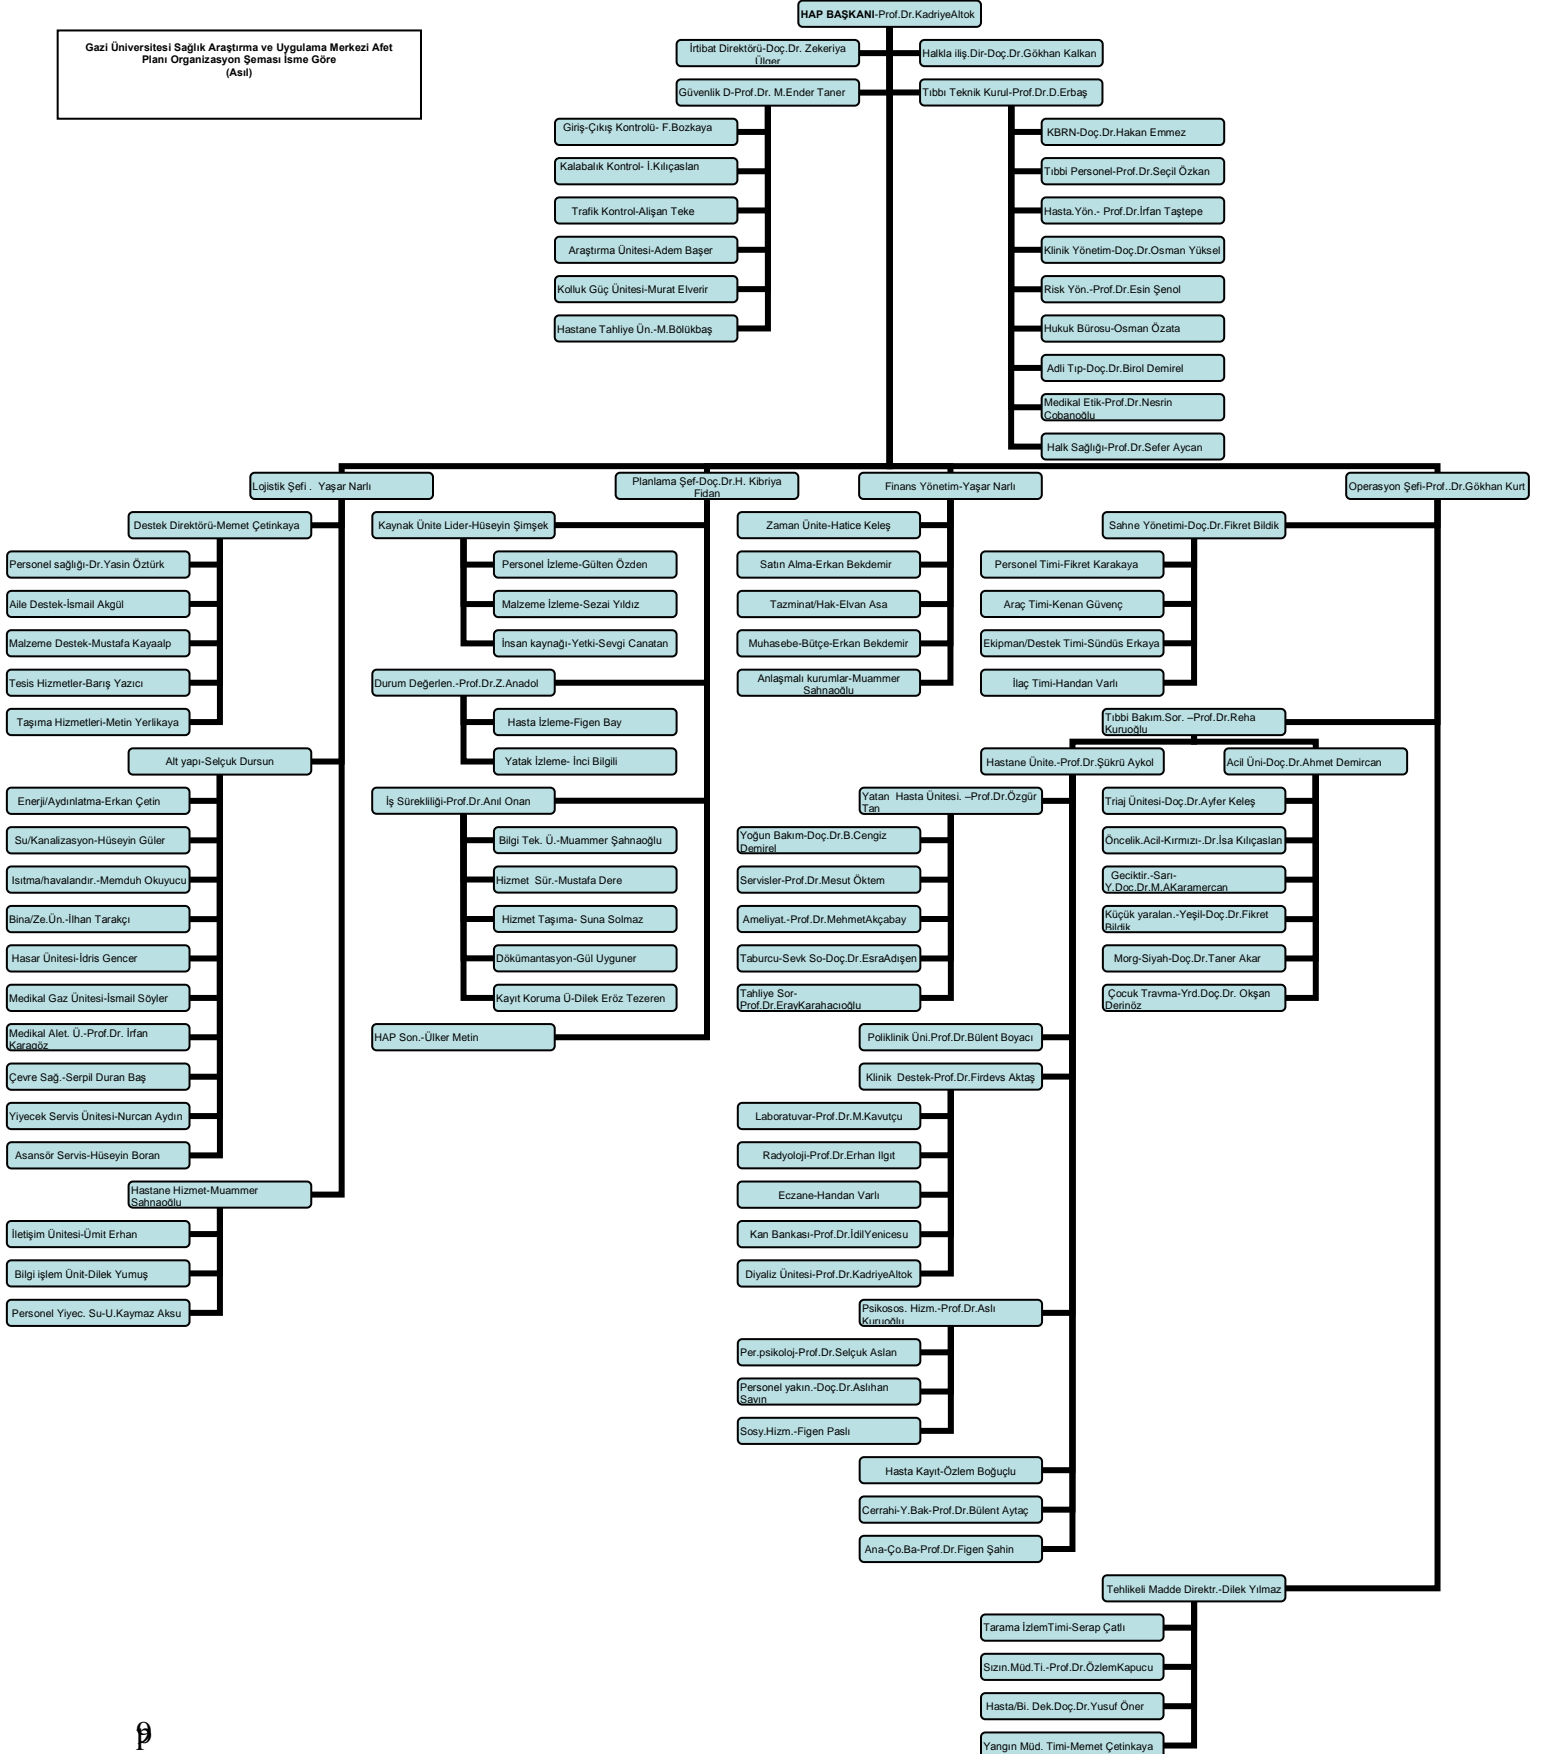 HAP BAŞKANI-Prof.Dr.KadriyeAltok
Gazi Üniversitesi Sağlık Araştırma ve Uygulama Merkezi Afet
Planı Organizasyon Şeması İsme Göre
(Asıl)
İrtibat Direktörü-Doç.Dr. Zekeriya
Ülger
Halkla iliş.Dir-Doç.Dr.Gökhan Kalkan
Güvenlik D-Prof.Dr. M.Ender Taner
Tıbbı Teknik Kurul-Prof.Dr.D.Erbaş
Giriş-Çıkış Kontrolü- F.Bozkaya
Kalabalık Kontrol- İ.Kılıçaslan
Trafik Kontrol-Alişan Teke
Araştırma Ünitesi-Adem Başer
Kolluk Güç Ünitesi-Murat Elverir
Hastane Tahliye Ün.-M.Bölükbaş
KBRN-Doç.Dr.Hakan Emmez
Tıbbi Personel-Prof.Dr.Seçil Özkan
Hasta.Yön.- Prof.Dr.İrfan Taştepe
Klinik Yönetim-Doç.Dr.Osman Yüksel
Risk Yön.-Prof.Dr.Esin Şenol
Hukuk Bürosu-Osman Özata
Adli Tıp-Doç.Dr.Birol Demirel
Medikal Etik-Prof.Dr.Nesrin
Çobanoğlu
Halk Sağlığı-Prof.Dr.Sefer Aycan
Lojistik Şefi . Yaşar Narlı
Planlama Şef-Doç.Dr.H. Kibriya
Fidan
Finans Yönetim-Yaşar Narlı
Operasyon Şefi-Prof..Dr.Gökhan Kurt
Destek Direktörü-Memet Çetinkaya
Personel sağlığı-Dr.Yasin Öztürk
Aile Destek-İsmail Akgül
Malzeme Destek-Mustafa Kayaalp
Tesis Hizmetler-Barış Yazıcı
Taşıma Hizmetleri-Metin Yerlikaya
Alt yapı-Selçuk Dursun
Enerji/Aydınlatma-Erkan Çetin
Su/Kanalizasyon-Hüseyin Güler
Isıtma/havalandır.-Memduh Okuyucu
Bina/Ze.Ün.-İlhan Tarakçı
Hasar Ünitesi-İdris Gencer
Medikal Gaz Ünitesi-İsmail Söyler
Medikal Alet. Ü.-Prof.Dr. İrfan
Karagöz
Çevre Sağ.-Serpil Duran Baş
Yiyecek Servis Ünitesi-Nurcan Aydın
Asansör Servis-Hüseyin Boran
Hastane Hizmet-Muammer
Şahnaoğlu
İletişim Ünitesi-Ümit Erhan
Bilgi işlem Ünit-Dilek Yumuş
Personel Yiyec. Su-U.Kaymaz Aksu
Kaynak Ünite Lider-Hüseyin Şimşek
Personel İzleme-Gülten Özden
Malzeme İzleme-Sezai Yıldız
İnsan kaynağı-Yetki-Sevgi Canatan
Durum Değerlen.-Prof.Dr.Z.Anadol
Hasta İzleme-Figen Bay
Yatak İzleme- İnci Bilgili
İş Sürekliliği-Prof.Dr.Anıl Onan
Bilgi Tek. Ü.-Muammer Şahnaoğlu
Hizmet Sür.-Mustafa Dere
Hizmet Taşıma- Suna Solmaz
Dökümantasyon-Gül Uyguner
Kayıt Koruma Ü-Dilek Eröz Tezeren
HAP Son.-Ülker Metin
Zaman Ünite-Hatice Keleş
Satın Alma-Erkan Bekdemir
Tazminat/Hak-Elvan Asa
Muhasebe-Bütçe-Erkan Bekdemir
Anlaşmalı kurumlar-Muammer
Şahnaoğlu
Sahne Yönetimi-Doç.Dr.Fikret Bildik
Personel Timi-Fikret Karakaya
Araç Timi-Kenan Güvenç
Ekipman/Destek Timi-Sündüs Erkaya
İlaç Timi-Handan Varlı
Tıbbi Bakım.Sor. –Prof.Dr.Reha
Kuruoğlu
Hastane Ünite.-Prof.Dr.Şükrü Aykol
Acil Üni-Doç.Dr.Ahmet Demircan
Yatan Hasta Ünitesi. –Prof.Dr.Özgür
Tan
Yoğun Bakım-Doç.Dr.B.Cengiz
Demirel
Servisler-Prof.Dr.Mesut Öktem
Ameliyat.-Prof.Dr.MehmetAkçabay
Taburcu-Sevk So-Doç.Dr.EsraAdışen
Tahliye Sor-
Prof.Dr.ErayKarahacıoğlu
Triaj Ünitesi-Doç.Dr.Ayfer Keleş
Öncelik.Acil-Kırmızı-.Dr.İsa Kılıçaslan
Geciktir.-Sarı-
Y.Doc.Dr.M.AKaramercan
Küçük yaralan.-Yeşil-Doç.Dr.Fikret
Bildik
Morg-Siyah-Doç.Dr.Taner Akar
Çocuk Travma-Yrd.Doç.Dr. Okşan
Derinöz
Poliklinik Üni.Prof.Dr.Bülent Boyacı
Klinik Destek-Prof.Dr.Firdevs Aktaş
Laboratuvar-Prof.Dr.M.Kavutçu
Radyoloji-Prof.Dr.Erhan Ilgıt
Eczane-Handan Varlı
Kan Bankası-Prof.Dr.İdilYenicesu
Diyaliz Ünitesi-Prof.Dr.KadriyeAltok
Psikosos. Hizm.-Prof.Dr.Aslı
Kuruoğlu
Per.psikoloj-Prof.Dr.Selçuk Aslan
Personel yakın.-Doç.Dr.Aslıhan
Sayın
Sosy.Hizm.-Figen Paslı
Hasta Kayıt-Özlem Boğuçlu
Cerrahi-Y.Bak-Prof.Dr.Bülent Aytaç
Ana-Ço.Ba-Prof.Dr.Figen Şahin
Tehlikeli Madde Direktr.-Dilek Yılmaz
Tarama İzlemTimi-Serap Çatlı
Sızın.Müd.Ti.-Prof.Dr.ÖzlemKapucu
Hasta/Bi. Dek.Doç.Dr.Yusuf Öner
Yangın Müd. Timi-Memet Çetinkaya